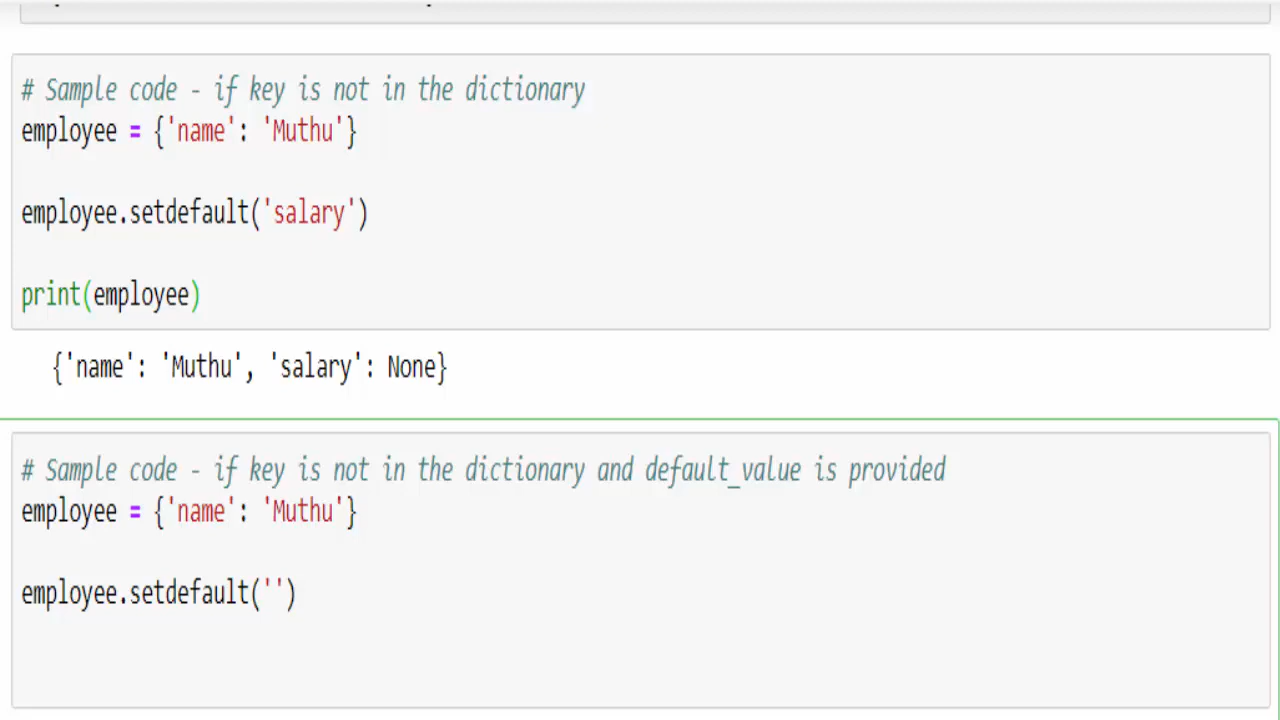 # Sample code - if key is not in the dictionary
employee = {'name': 'Muthu'}
employee.setdefault('salary')
print(employee)
{'name': 'Muthu', 'salary': None}
# Sample code - if key is not in the dictionary and default_value is provided
employee = {'name': 'Muthu'}
employee.setdefault('')